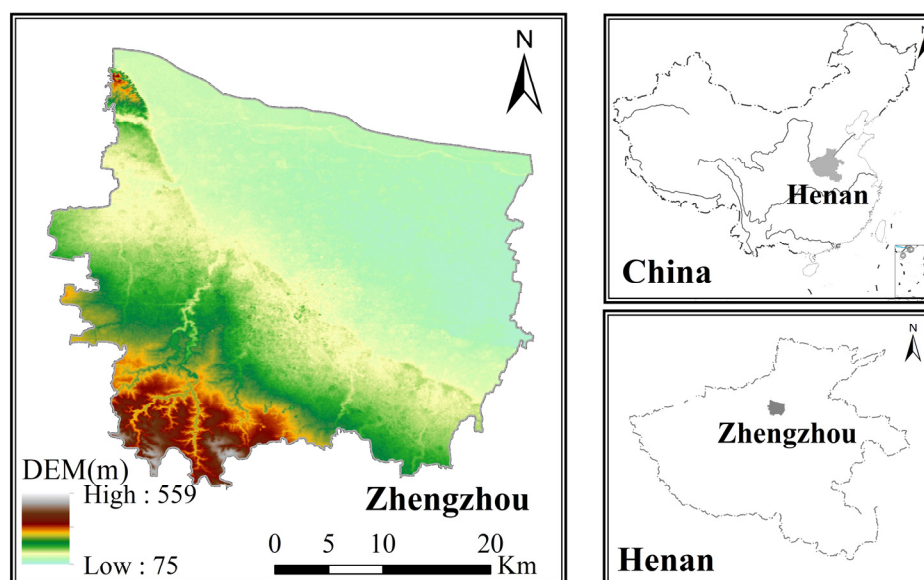 N
DEM(m)
High : 559
Low : 75
Zhengzhou
0 5 10 20
Km
Henan
China
N
Zhengzhou
Henan